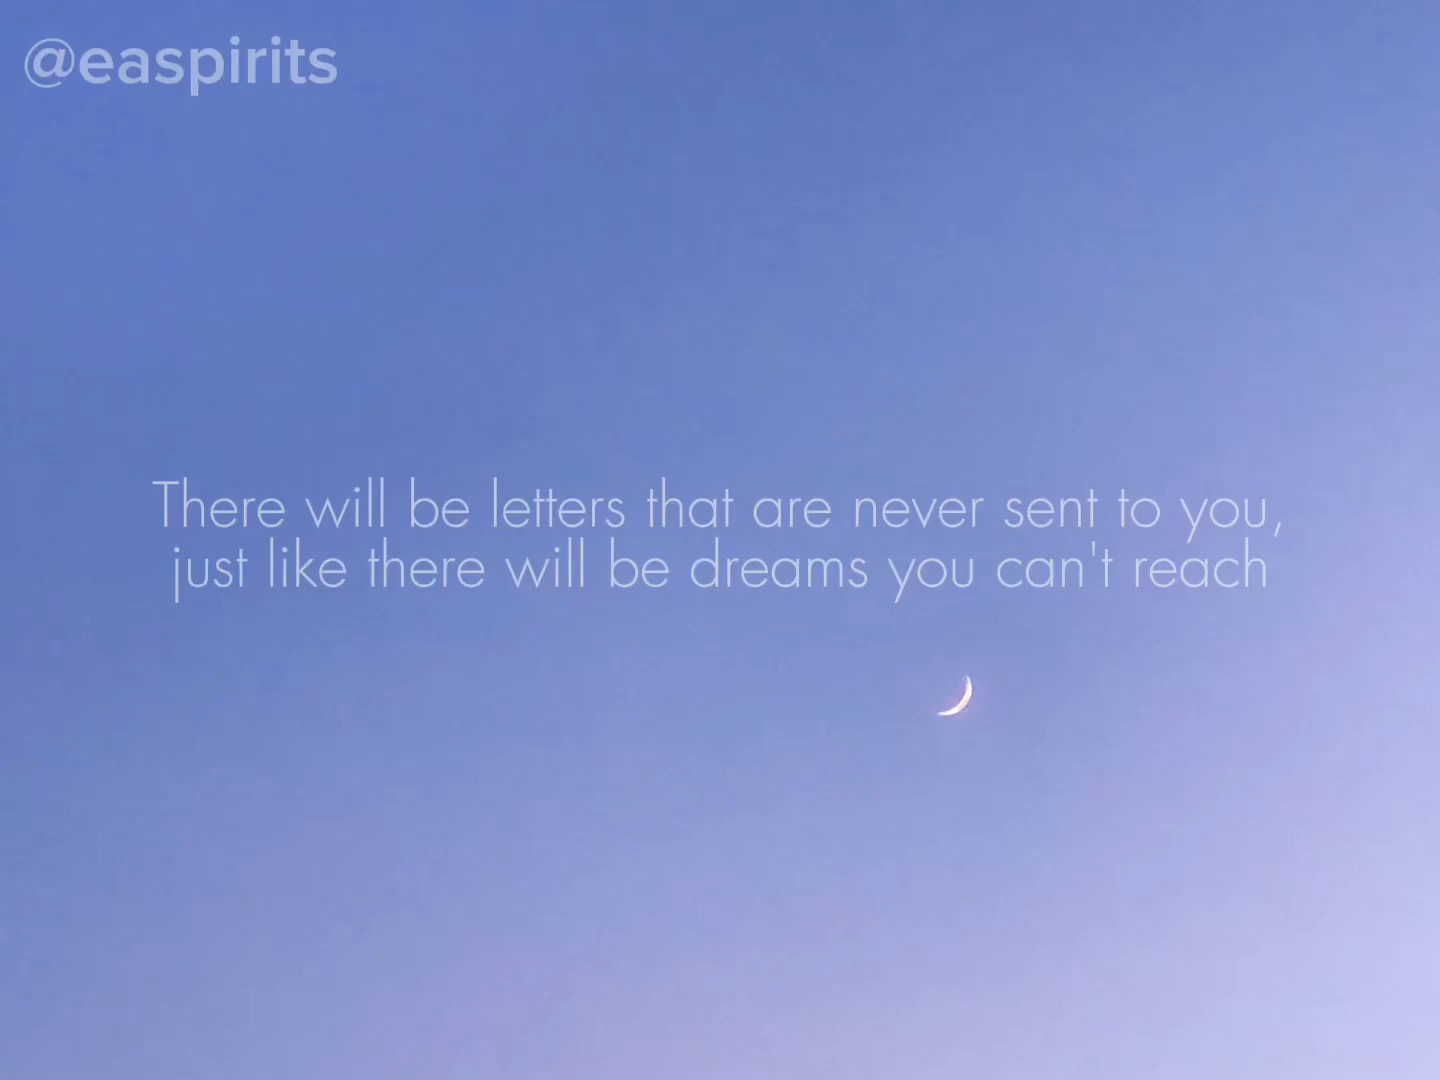 @easpirits
There will be letters that are never sent to you,
just like there will be dreams you can't reach